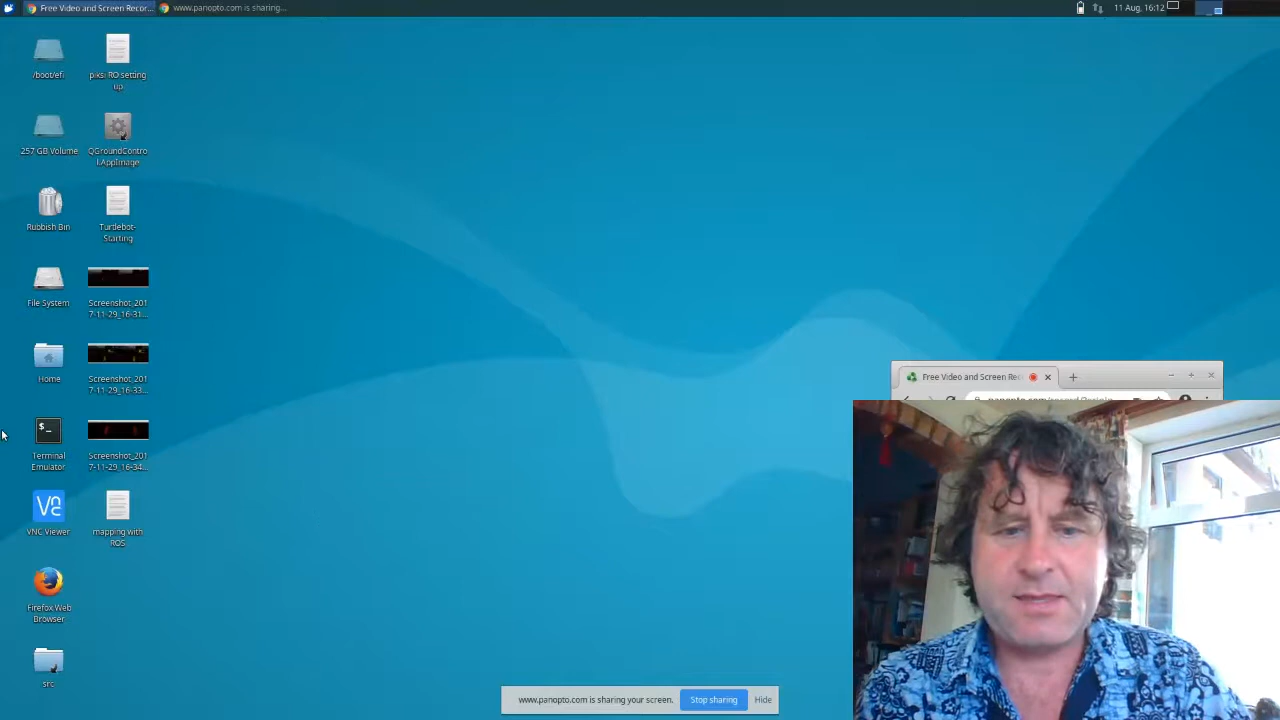 Free Video and Screen Recor...
www.panopto.com is sharing...
11 Aug, 16:12
/boot/efi
piksi RO setting
up
257 GB Volume
QGroundContro
l.AppImage
Rubbish Bin
Turtlebot-
Starting
File System
Screenshot_201
7-11-29_16-31...
Home
Screenshot_201
7-11-29_16-33...
$_
Terminal
Emulator
Screenshot_201
7-11-29_16-34...
VNC Viewer
mapping with
ROS
Firefox Web
Browser
src
Free Video and Screen Rec
www.panopto.com is sharing your screen.
Stop sharing
Hide